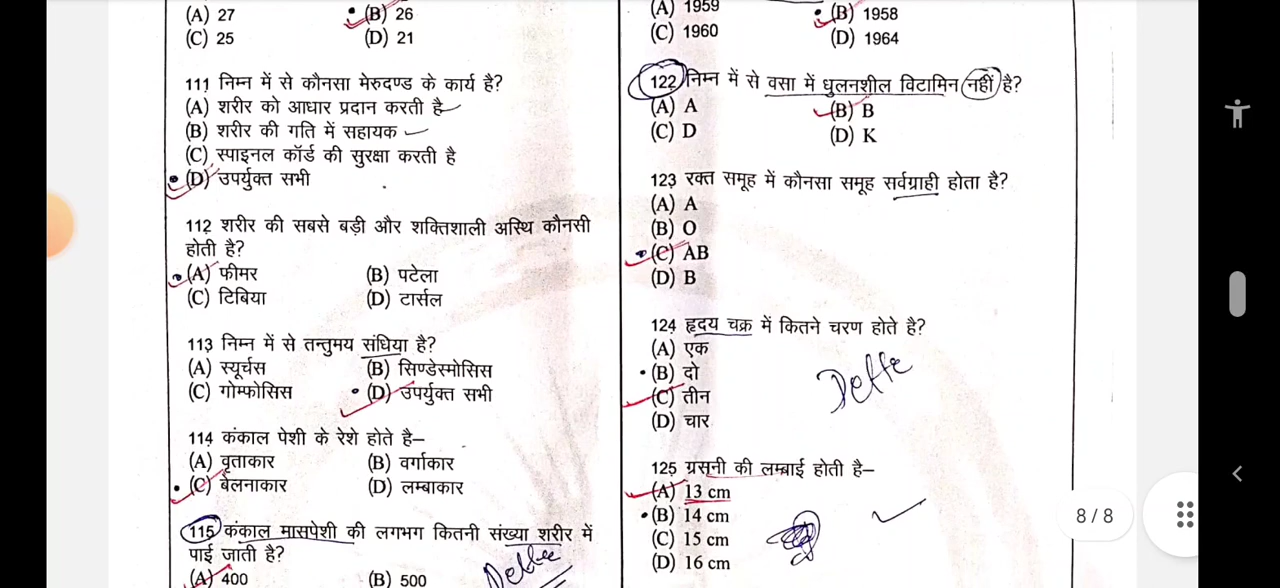 (A) 27 (B) 26
(C) 25 (D) 21
111 निम्न में से कौनसा मेरुदण्ड के कार्य है?
(A) शरीर को आधार प्रदान करती है
(B) शरीर की गति में सहायक
(C) स्पाइनल कॉर्ड की सुरक्षा करती है
(D) उपर्युक्त सभी
112 शरीर की सबसे बड़ी और शक्तिशाली अस्थि कौनसी
होती है?
(A) फीमर (B) पटेला
(C) टिबिया (D) टार्सल
113 निम्न में से तन्तुमय संधिया है?
(A) स्यूर्चस (B) सिण्डेस्मोसिस
(C) गोम्फोसिस (D) उपर्युक्त सभी
114 कंकाल पेशी के रेशे होते है–
(A) वृताकार (B) वर्गाकार
(C) बेलनाकार (D) लम्बाकार
115 कंकाल मासपेशी की लगभग कितनी संख्या शरीर में
पाई जाती है?
(A) 400 (B) 500
(A) 1959 (B) 1958
(C) 1960 (D) 1964
122 निम्न में से वसा में धुलनशील विटामिन नहीं है?
(A) A (B) B
(C) D (D) K
123 रक्त समूह में कौनसा समूह सर्वग्राही होता है?
(A) A
(B) O
(C) AB
(D) B
124 हृदय चक्र में कितने चरण होते है?
(A) एक
(B) दो
(C) तीन
(D) चार
125 ग्रसनी की लम्बाई होती है–
(A) 13 cm
(B) 14 cm
(C) 15 cm
(D) 16 cm
8 / 8